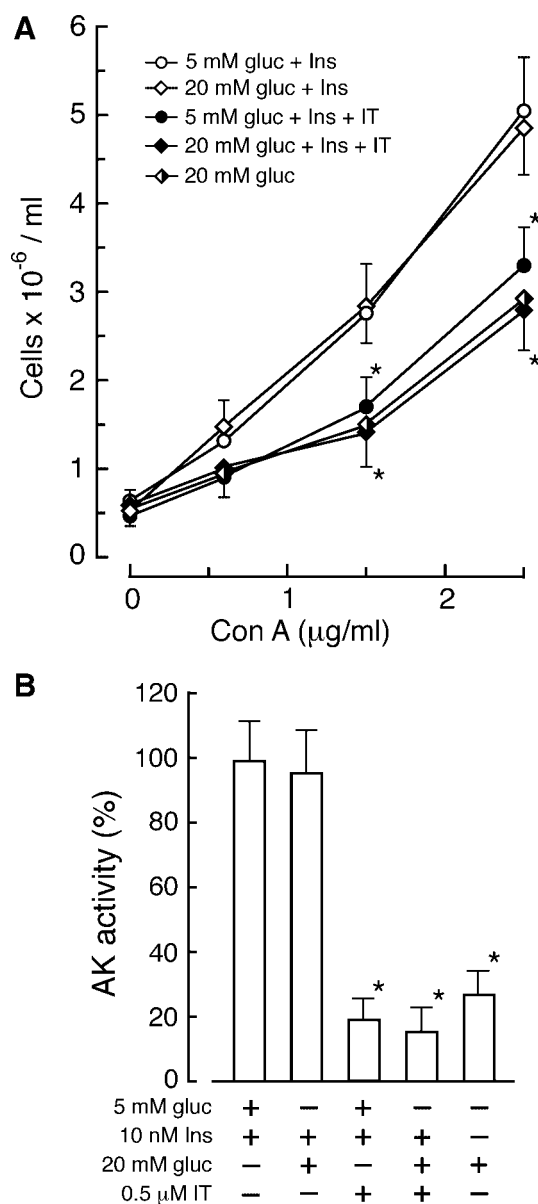 A
5 mM gluc + Ins
20 mM gluc + Ins
5 mM gluc + Ins + IT
20 mM gluc + Ins + IT
20 mM gluc
Cells x 10⁻⁶ / ml
6
5
4
3
2
1
0
*
*
*
*
0 1 2
Con A (μg/ml)
B
AK activity (%)
120
100
80
60
40
20
0
* * *
5 mM gluc + − + − −
10 nM Ins + + + + −
20 mM gluc − + − + +
0.5 μM IT − − + + −